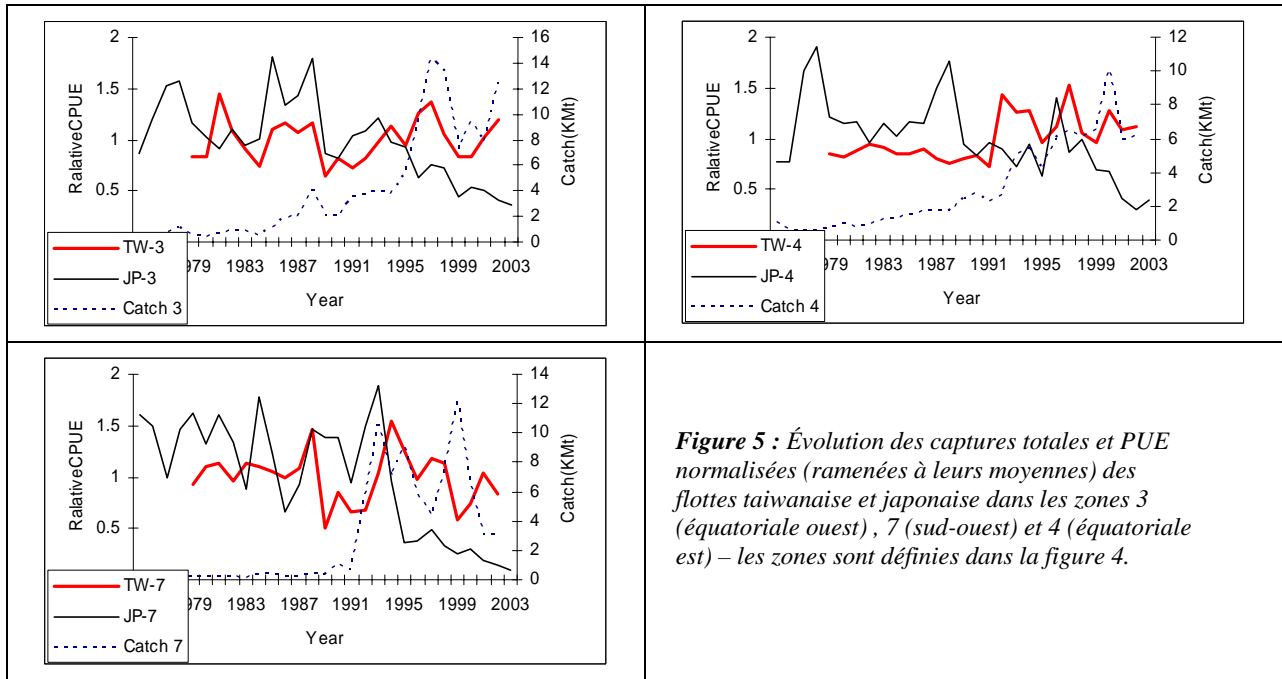 2
1.5
1
0.5
RalativeCPUE
16
14
12
10
8
6
4
2
0
Catch(KMt)
979 1983 1987 1991 1995 1999 2003
Year
TW-3
JP-3
Catch 3
2
1.5
1
0.5
RalativeCPUE
12
10
8
6
4
2
0
Catch(KMt)
979 1983 1987 1991 1995 1999 2003
Year
TW-4
JP-4
Catch 4
2
1.5
1
0.5
RalativeCPUE
14
12
10
8
6
4
2
0
Catch(KMt)
979 1983 1987 1991 1995 1999 2003
Year
TW-7
JP-7
Catch 7
Figure 5 : Évolution des captures totales et PUE
normalisées (ramenées à leurs moyennes) des
flottes taiwanaise et japonaise dans les zones 3
(équatoriale ouest) , 7 (sud-ouest) et 4 (équatoriale
est) – les zones sont définies dans la figure 4.